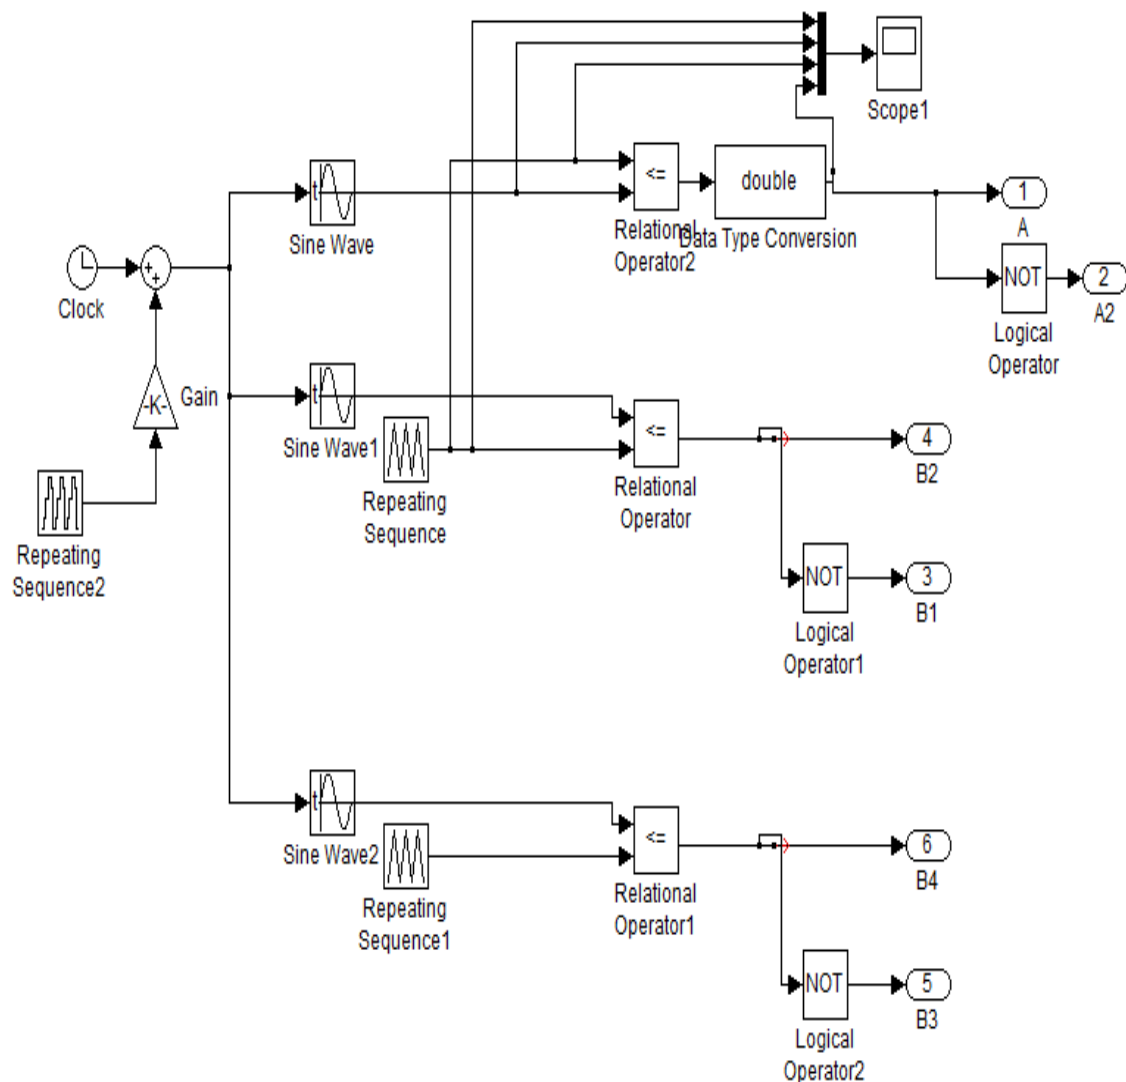 Scope1
<=
double
t
1
Sine Wave
Relational
Operator2
Data Type Conversion
A
+
+
Clock
NOT
2
A2
Logical
Operator
-K-
Gain
t
Sine Wave1
<=
4
B2
Repeating
Sequence
Relational
Operator
Repeating
Sequence2
NOT
3
B1
Logical
Operator1
t
Sine Wave2
<=
6
B4
Repeating
Sequence1
Relational
Operator1
NOT
5
B3
Logical
Operator2